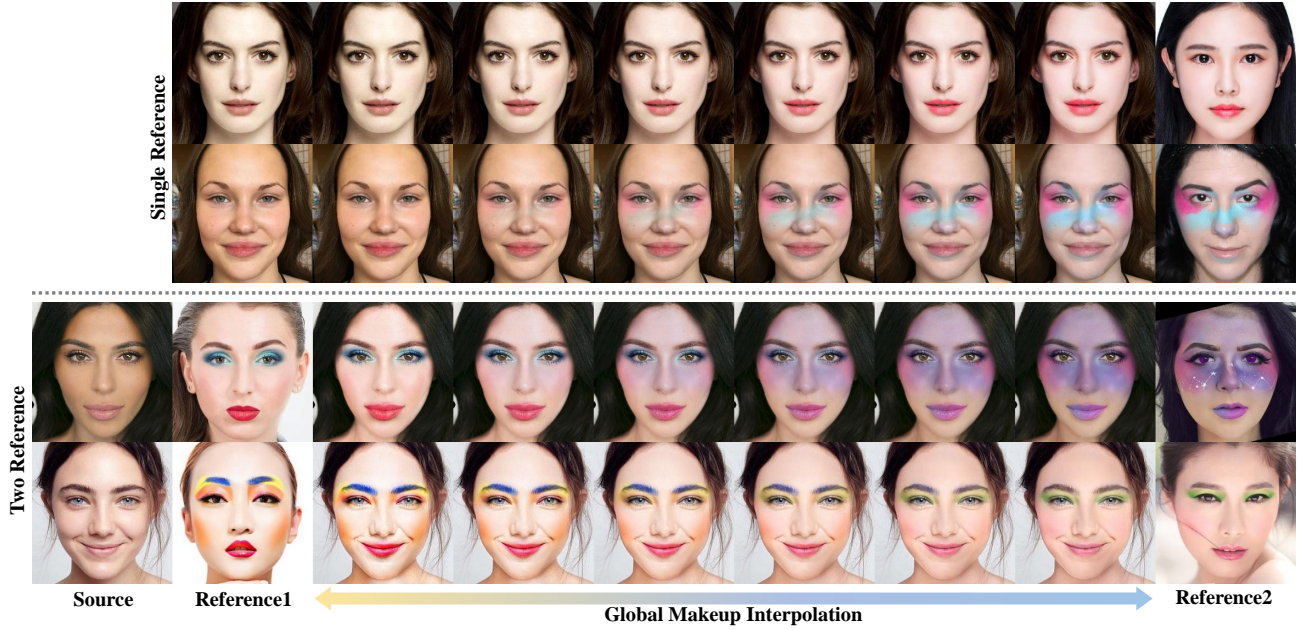 Single Reference
Two Reference
Source
Reference1
Global Makeup Interpolation
Reference2